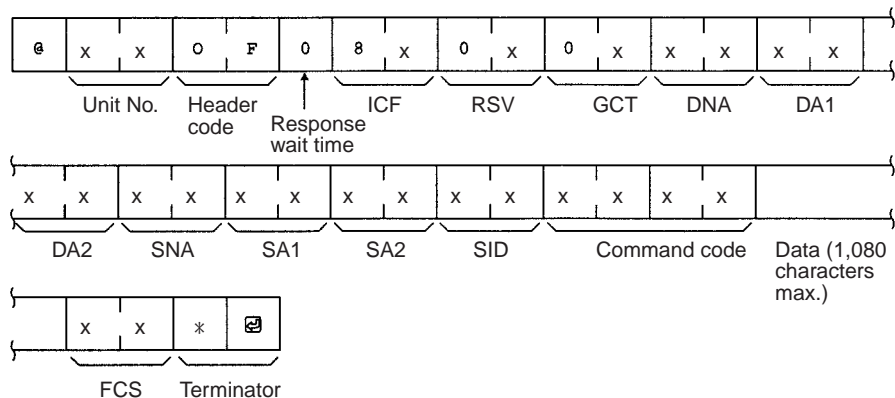 @ x x O F 0 8 x 0 x 0 x x x x x
Unit No. Header code Response wait time ICF RSV GCT DNA DA1
x x x x x x x x x x x x x x
DA2 SNA SA1 SA2 SID Command code Data (1,080 characters max.)
x x * ↵
FCS Terminator